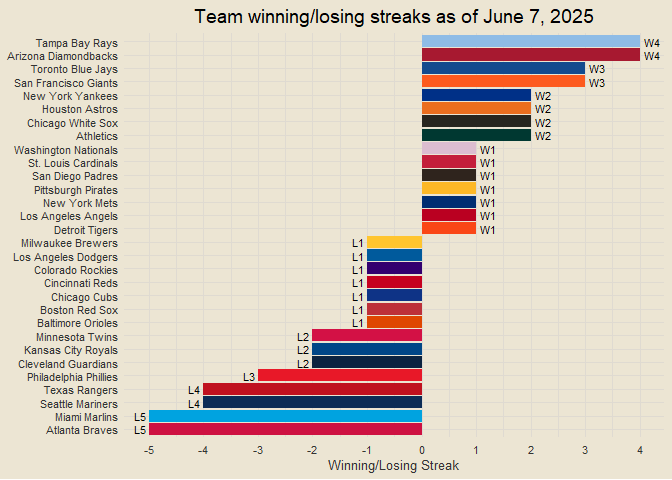 Team winning/losing streaks as of June 7, 2025
Tampa Bay Rays W4
Arizona Diamondbacks W4
Toronto Blue Jays W3
San Francisco Giants W3
New York Yankees W2
Houston Astros W2
Chicago White Sox W2
Athletics W2
Washington Nationals W1
St. Louis Cardinals W1
San Diego Padres W1
Pittsburgh Pirates W1
New York Mets W1
Los Angeles Angels W1
Detroit Tigers W1
Milwaukee Brewers L1
Los Angeles Dodgers L1
Colorado Rockies L1
Cincinnati Reds L1
Chicago Cubs L1
Boston Red Sox L1
Baltimore Orioles L1
Minnesota Twins L2
Kansas City Royals L2
Cleveland Guardians L2
Philadelphia Phillies L3
Texas Rangers L4
Seattle Mariners L4
Miami Marlins L5
Atlanta Braves L5
-5 -4 -3 -2 -1 0 1 2 3 4
Winning/Losing Streak